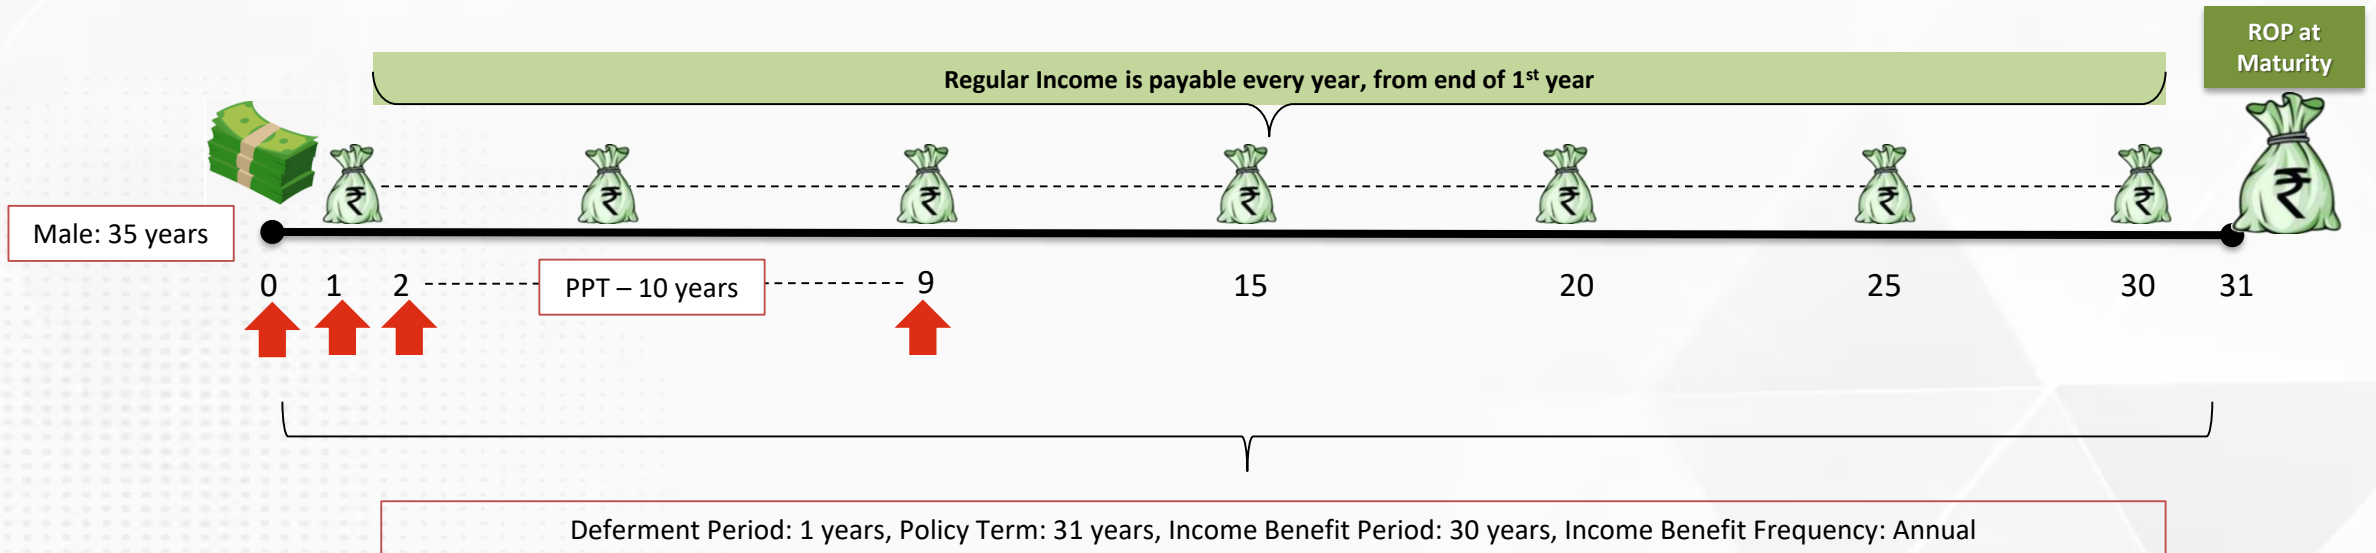 ROP at
Maturity
Regular Income is payable every year, from end of 1st year
₹ ₹ ₹ ₹ ₹ ₹ ₹ ₹
Male: 35 years
0 1 2 PPT – 10 years 9 15 20 25 30 31
Deferment Period: 1 years, Policy Term: 31 years, Income Benefit Period: 30 years, Income Benefit Frequency: Annual